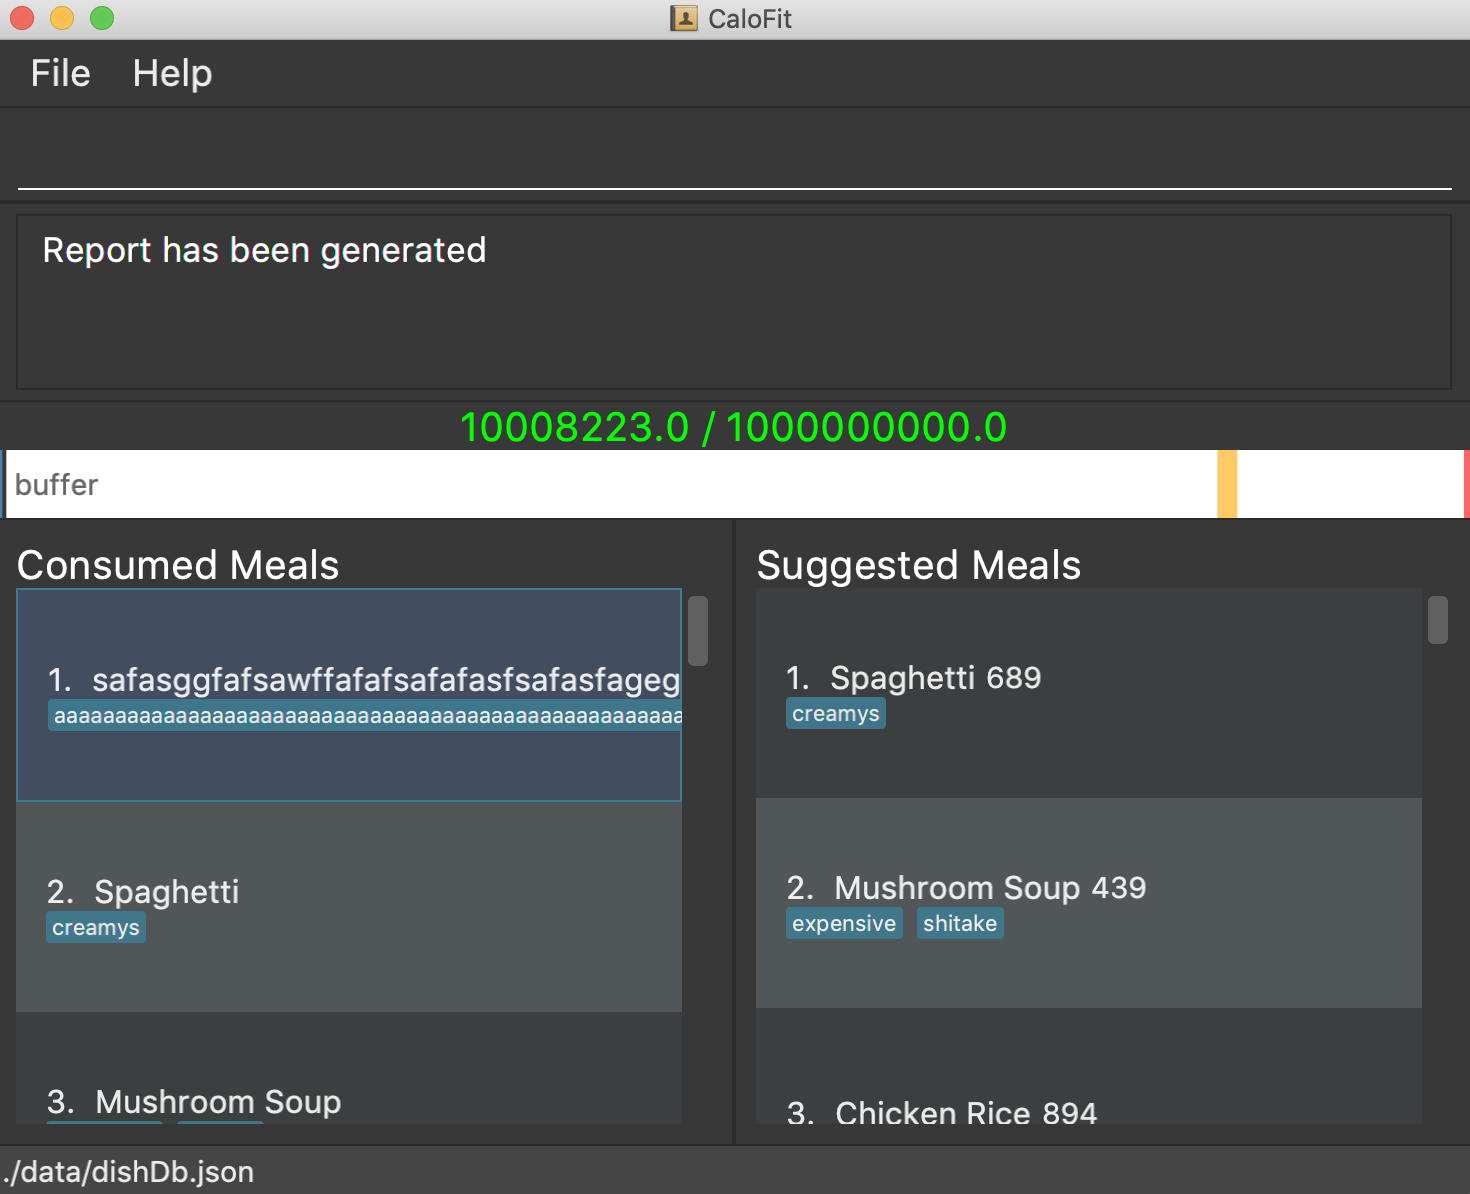 CaloFit
File Help
Report has been generated
10008223.0 / 1000000000.0
buffer
Consumed Meals
1. safasggfafsawffafafsafafasfsafasfageg
aaaaaaaaaaaaaaaaaaaaaaaaaaaaaaaaaaaaaaaaaaaaaaaaaaaa
2. Spaghetti
creamys
3. Mushroom Soup
Suggested Meals
1. Spaghetti 689
creamys
2. Mushroom Soup 439
expensive shitake
3. Chicken Rice 894
./data/dishDb.json